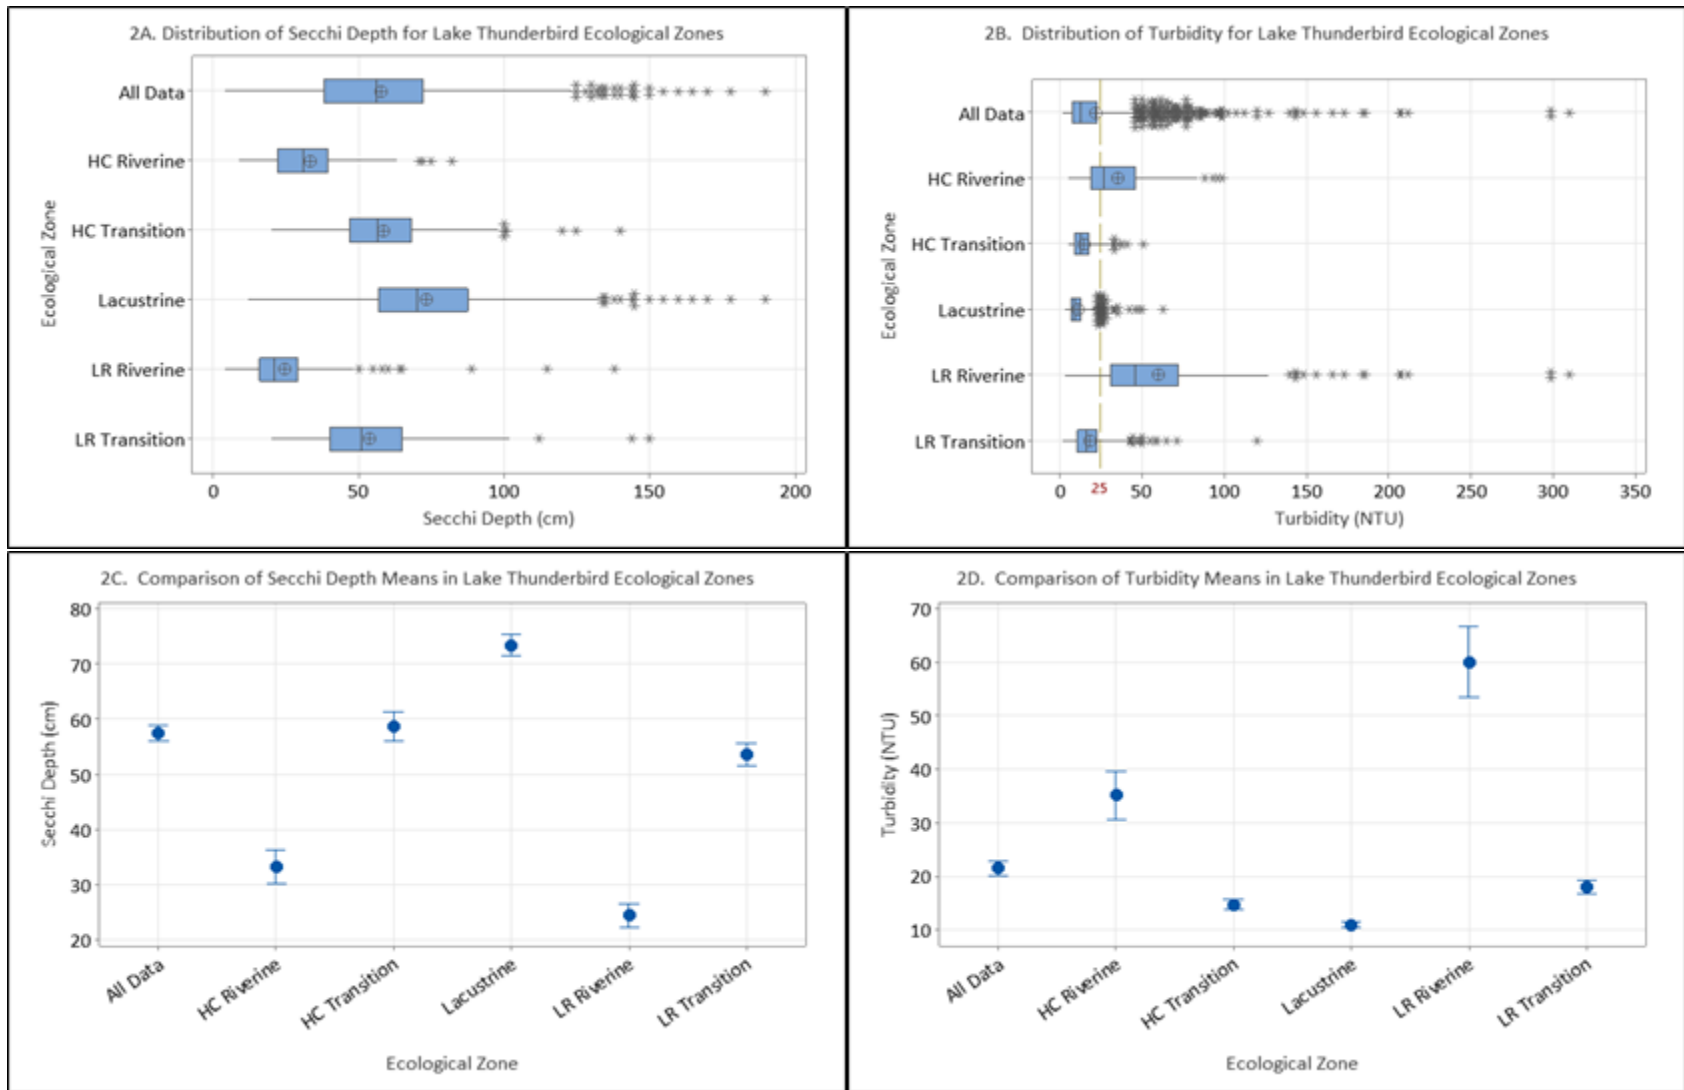 2A. Distribution of Secchi Depth for Lake Thunderbird Ecological Zones
Ecological Zone
All Data
HC Riverine
HC Transition
Lacustrine
LR Riverine
LR Transition
0 50 100 150 200
Secchi Depth (cm)
2B. Distribution of Turbidity for Lake Thunderbird Ecological Zones
Ecological Zone
All Data
HC Riverine
HC Transition
Lacustrine
LR Riverine
LR Transition
0 25 50 100 150 200 250 300 350
Turbidity (NTU)
2C. Comparison of Secchi Depth Means in Lake Thunderbird Ecological Zones
Secchi Depth (cm)
80
70
60
50
40
30
20
All Data
HC Riverine
HC Transition
Lacustrine
LR Riverine
LR Transition
Ecological Zone
2D. Comparison of Turbidity Means in Lake Thunderbird Ecological Zones
Turbidity (NTU)
70
60
50
40
30
20
10
All Data
HC Riverine
HC Transition
Lacustrine
LR Riverine
LR Transition
Ecological Zone